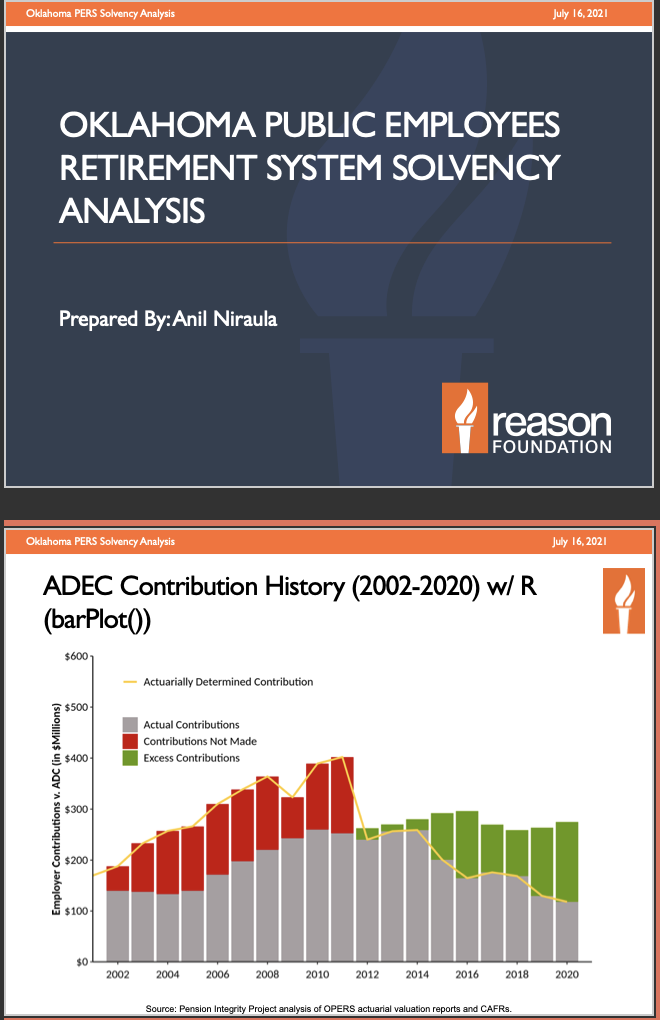 Oklahoma PERS Solvency Analysis
July 16, 2021
OKLAHOMA PUBLIC EMPLOYEES
RETIREMENT SYSTEM SOLVENCY
ANALYSIS
Prepared By: Anil Niraula
reason
FOUNDATION
Oklahoma PERS Solvency Analysis
July 16, 2021
ADEC Contribution History (2002-2020) w/ R
(barPlot())
Employer Contributions v. ADC (in $Millions)
$600
$500
$400
$300
$200
$100
$0
Actuarially Determined Contribution
Actual Contributions
Contributions Not Made
Excess Contributions
2002
2004
2006
2008
2010
2012
2014
2016
2018
2020
Source: Pension Integrity Project analysis of OPERS actuarial valuation reports and CAFRs.